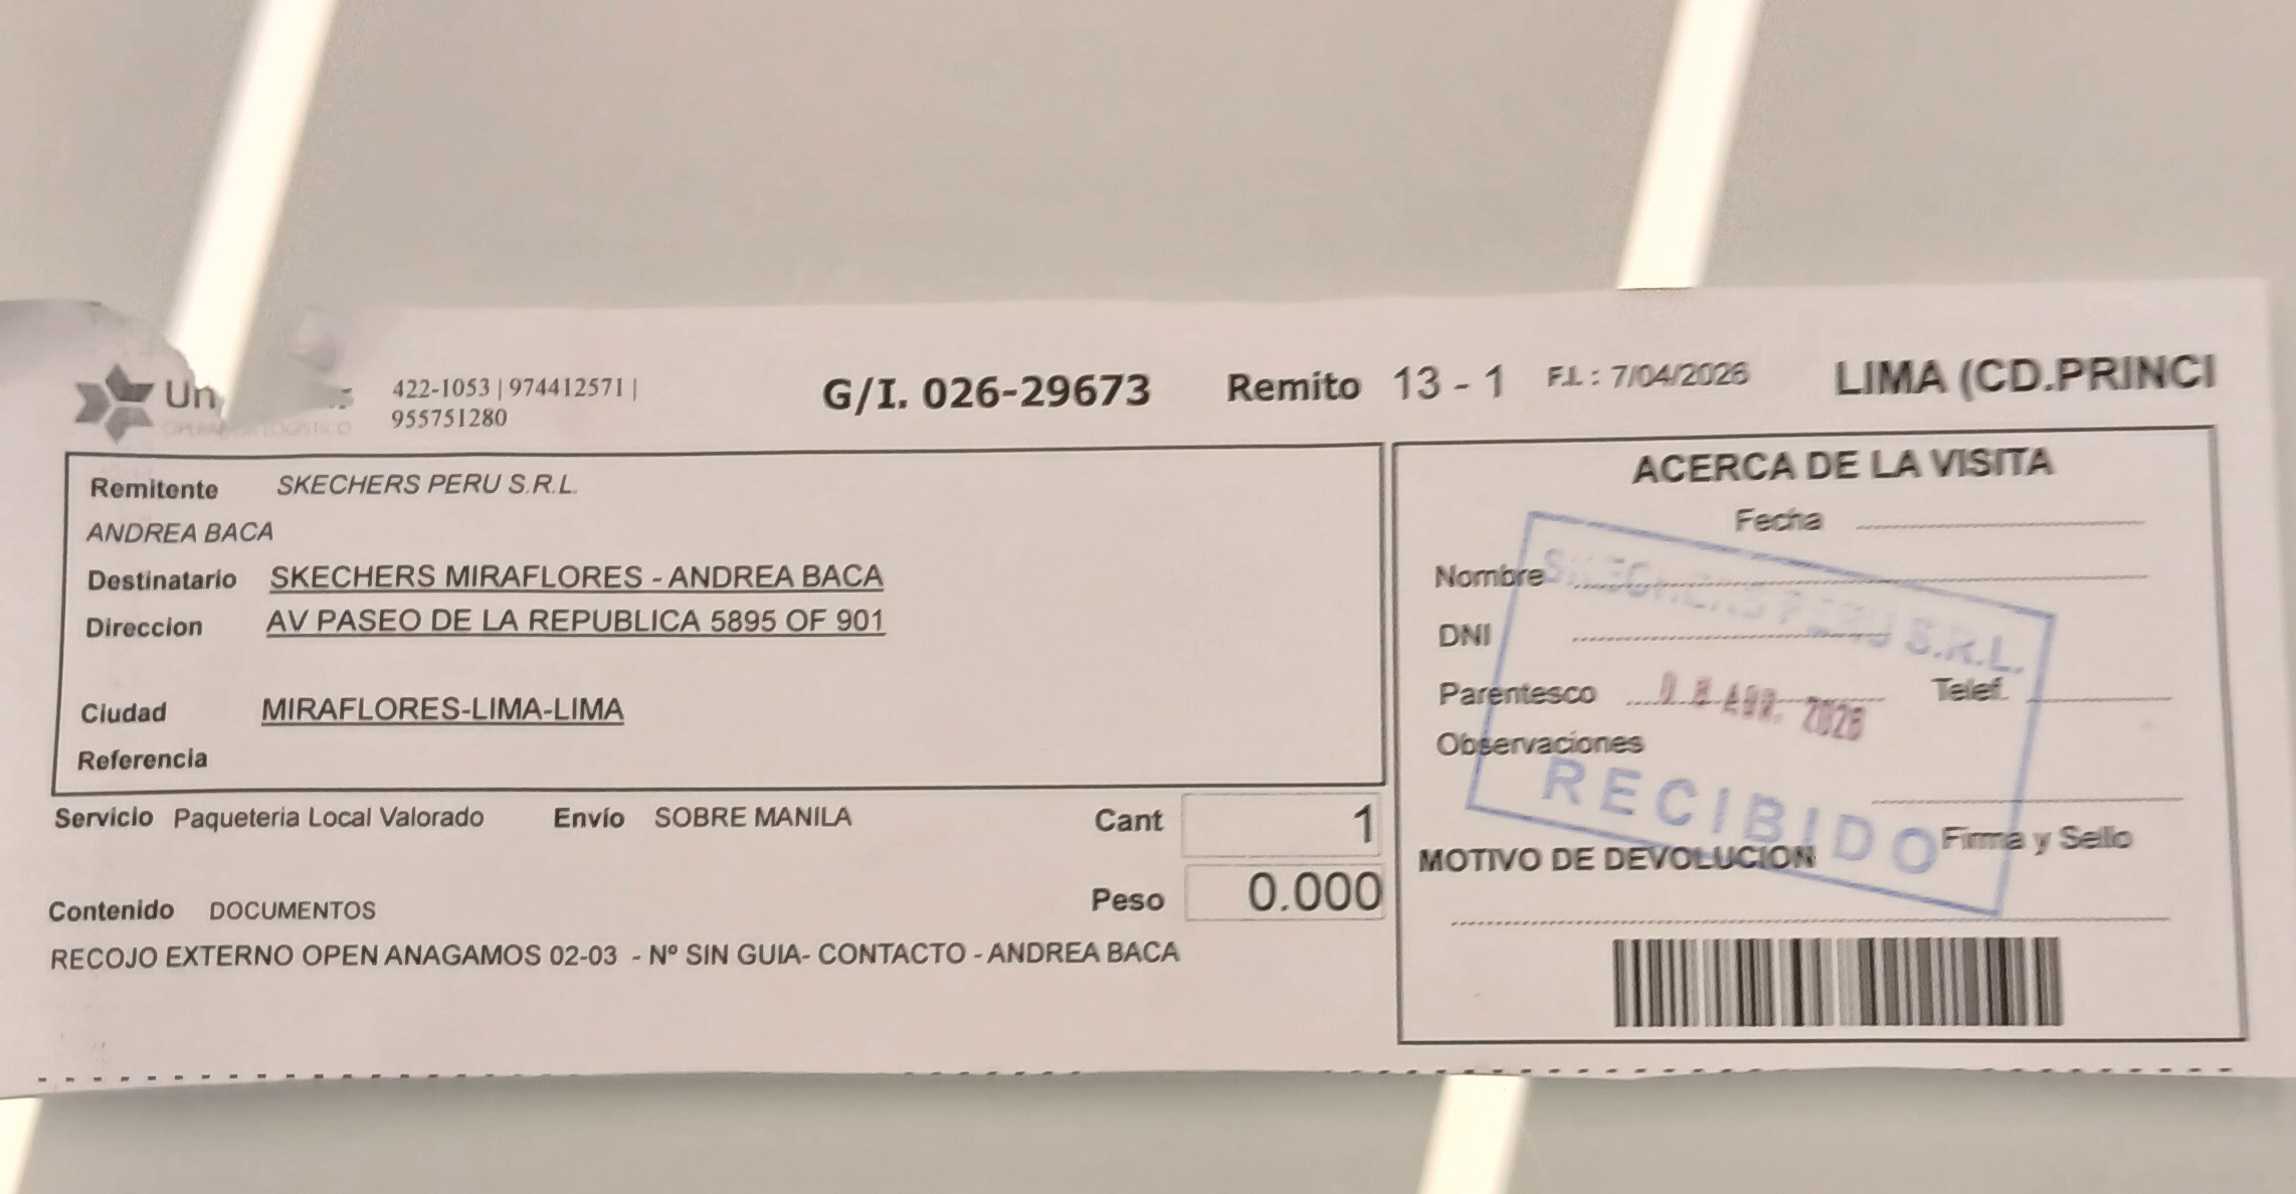 422-1053 | 974412571 |
955751280
G/I. 026-29673 Remito 13 - 1 F.I. : 7/04/2026 LIMA (CD.PRINCI
Remitente SKECHERS PERU S.R.L.
ANDREA BACA
Destinatario SKECHERS MIRAFLORES - ANDREA BACA
Direccion AV PASEO DE LA REPUBLICA 5895 OF 901
Ciudad MIRAFLORES-LIMA-LIMA
Referencia
Servicio Paqueteria Local Valorado Envío SOBRE MANILA Cant 1
Peso 0.000
Contenido DOCUMENTOS
RECOJO EXTERNO OPEN ANAGAMOS 02-03 - Nº SIN GUIA- CONTACTO - ANDREA BACA
ACERCA DE LA VISITA
Fecha
Nombre
DNI
Parentesco Telef.
Observaciones
Firma y Sello
MOTIVO DE DEVOLUCION
SKECHERS PERU S.R.L.
ABR. 2026
RECIBIDO